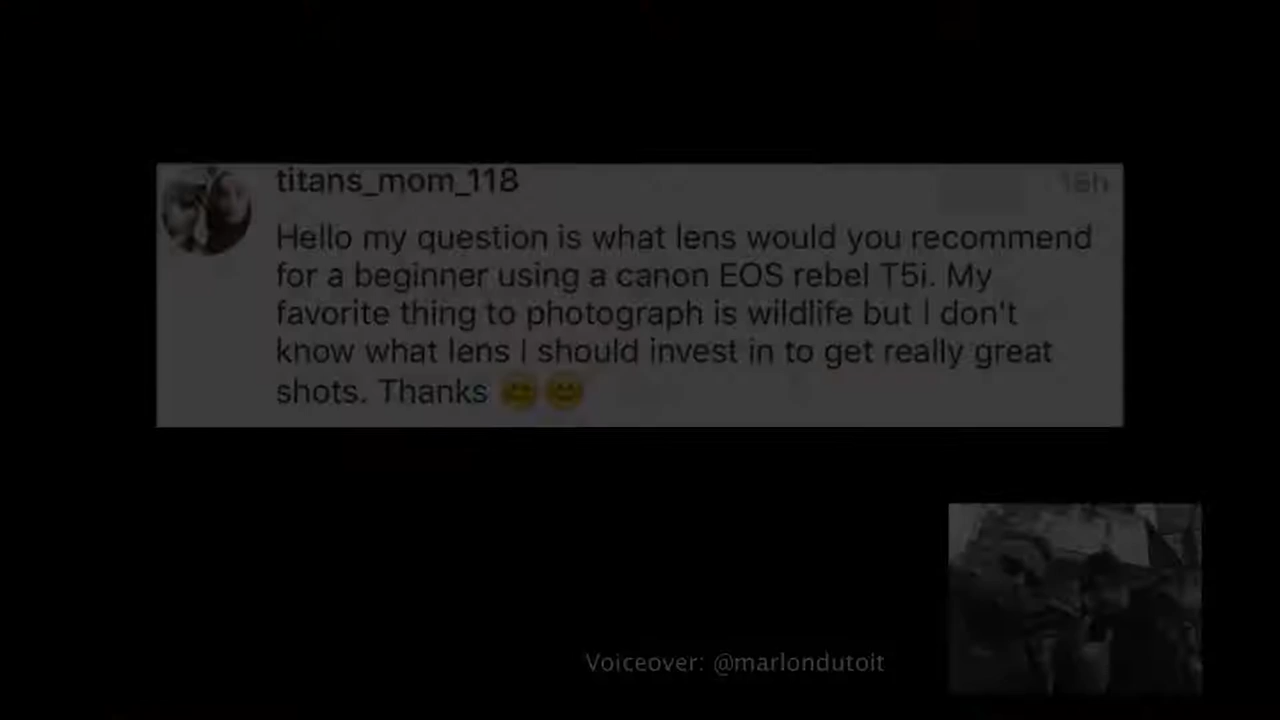 titans_mom_118
18h
Hello my question is what lens would you recommend
for a beginner using a canon EOS rebel T5i. My
favorite thing to photograph is wildlife but I don't
know what lens I should invest in to get really great
shots. Thanks 😊😊
Voiceover: @marlondutoit